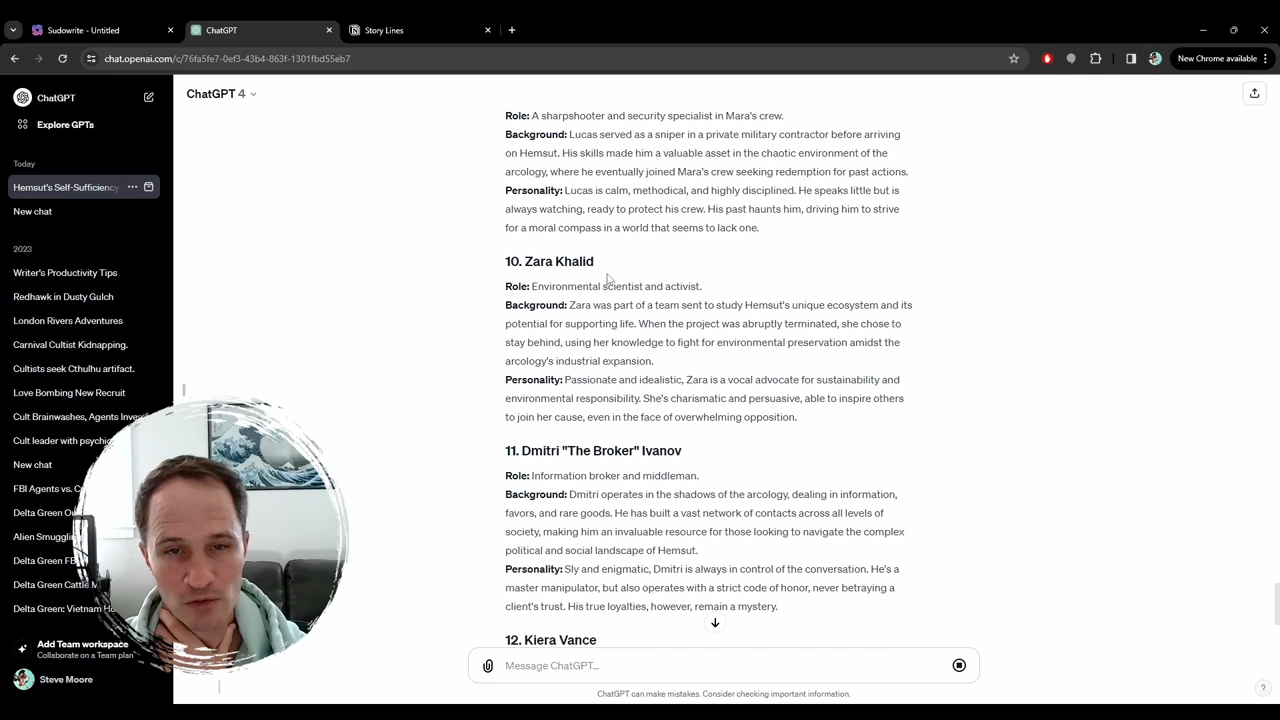 Sudowrite - Untitled
ChatGPT
Story Lines
chat.openai.com/c/76fa5fe7-0ef3-43b4-863f-1301fbd55eb7
New Chrome available
ChatGPT
Explore GPTs
Today
Hemsut's Self-Sufficiency
New chat
2023
Writer's Productivity Tips
Redhawk in Dusty Gulch
London Rivers Adventures
Carnival Cultist Kidnapping.
Cultists seek Cthulhu artifact.
Love Bombing New Recruit
Cult Brainwashes, Agents Inve
Cult leader with psychic
New chat
FBI Agents vs. C
Delta Green Ou
Alien Smuggling
Delta Green FB
Delta Green Cattle M
Delta Green: Vietnam Ho
Add Team workspace
Collaborate on a Team plan
Steve Moore
ChatGPT 4
Role: A sharpshooter and security specialist in Mara's crew.
Background: Lucas served as a sniper in a private military contractor before arriving
on Hemsut. His skills made him a valuable asset in the chaotic environment of the
arcology, where he eventually joined Mara's crew seeking redemption for past actions.
Personality: Lucas is calm, methodical, and highly disciplined. He speaks little but is
always watching, ready to protect his crew. His past haunts him, driving him to strive
for a moral compass in a world that seems to lack one.
10. Zara Khalid
Role: Environmental scientist and activist.
Background: Zara was part of a team sent to study Hemsut's unique ecosystem and its
potential for supporting life. When the project was abruptly terminated, she chose to
stay behind, using her knowledge to fight for environmental preservation amidst the
arcology's industrial expansion.
Personality: Passionate and idealistic, Zara is a vocal advocate for sustainability and
environmental responsibility. She's charismatic and persuasive, able to inspire others
to join her cause, even in the face of overwhelming opposition.
11. Dmitri "The Broker" Ivanov
Role: Information broker and middleman.
Background: Dmitri operates in the shadows of the arcology, dealing in information,
favors, and rare goods. He has built a vast network of contacts across all levels of
society, making him an invaluable resource for those looking to navigate the complex
political and social landscape of Hemsut.
Personality: Sly and enigmatic, Dmitri is always in control of the conversation. He's a
master manipulator, but also operates with a strict code of honor, never betraying a
client's trust. His true loyalties, however, remain a mystery.
12. Kiera Vance
Message ChatGPT...
ChatGPT can make mistakes. Consider checking important information.
?